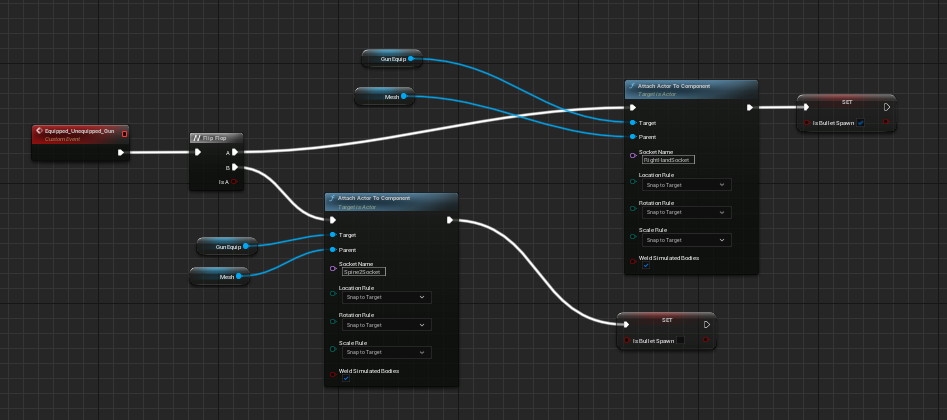 GunEquip
Mesh
Equipped_Unequipped_Gun
Custom Event
Flip Flop
A
B
Is A
Attach Actor To Component
Target is Actor
Target
Parent
Socket Name
RightHandSocket
Location Rule
Snap to Target
Rotation Rule
Snap to Target
Scale Rule
Snap to Target
Weld Simulated Bodies
SET
Is Bullet Spawn
Attach Actor To Component
Target is Actor
Target
Parent
Socket Name
Spine2Socket
Location Rule
Snap to Target
Rotation Rule
Snap to Target
Scale Rule
Snap to Target
Weld Simulated Bodies
GunEquip
Mesh
SET
Is Bullet Spawn